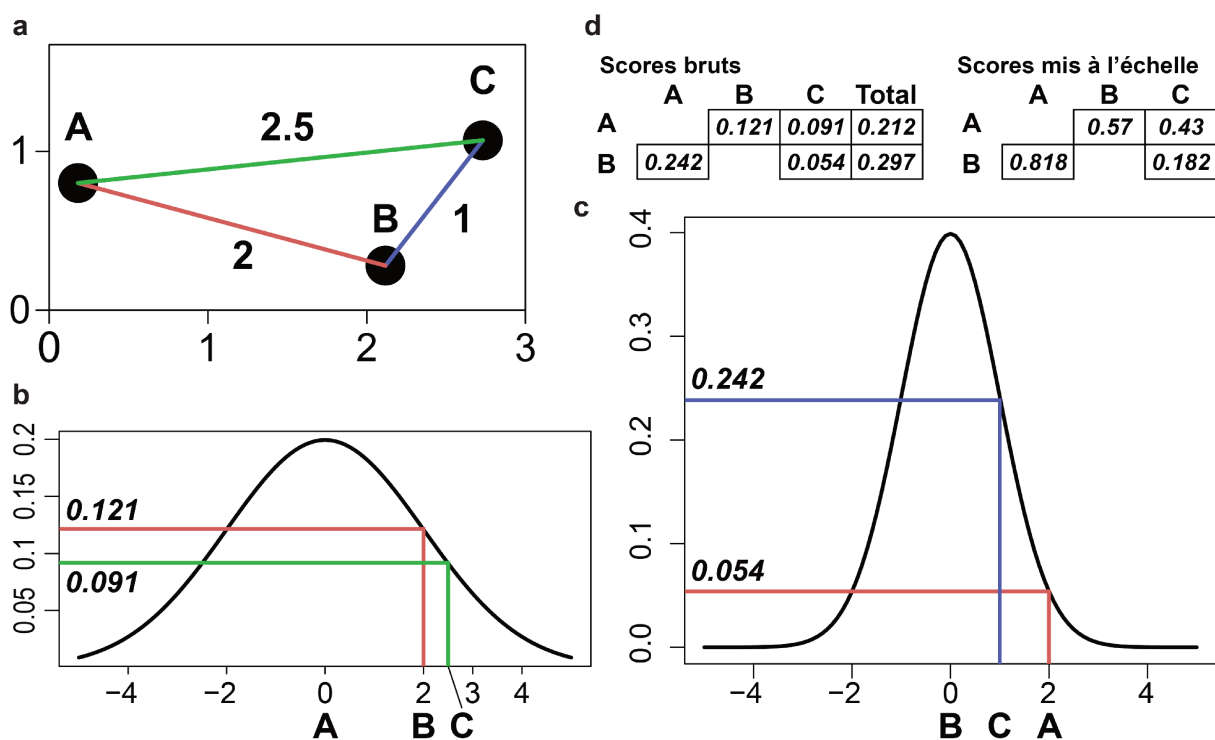 a
A
C
B
2.5
2
1
1
0
0 1 2 3
b
0.2
0.15
0.1
0.05
0.121
0.091
−4 −2 0 2 3 4
A B C
d
Scores bruts
A B C Total
A 0.121 0.091 0.212
B 0.242 0.054 0.297
Scores mis à l'échelle
A B C
A 0.57 0.43
B 0.818 0.182
c
0.4
0.3
0.2
0.1
0.0
0.242
0.054
−4 −2 0 2 4
B C A